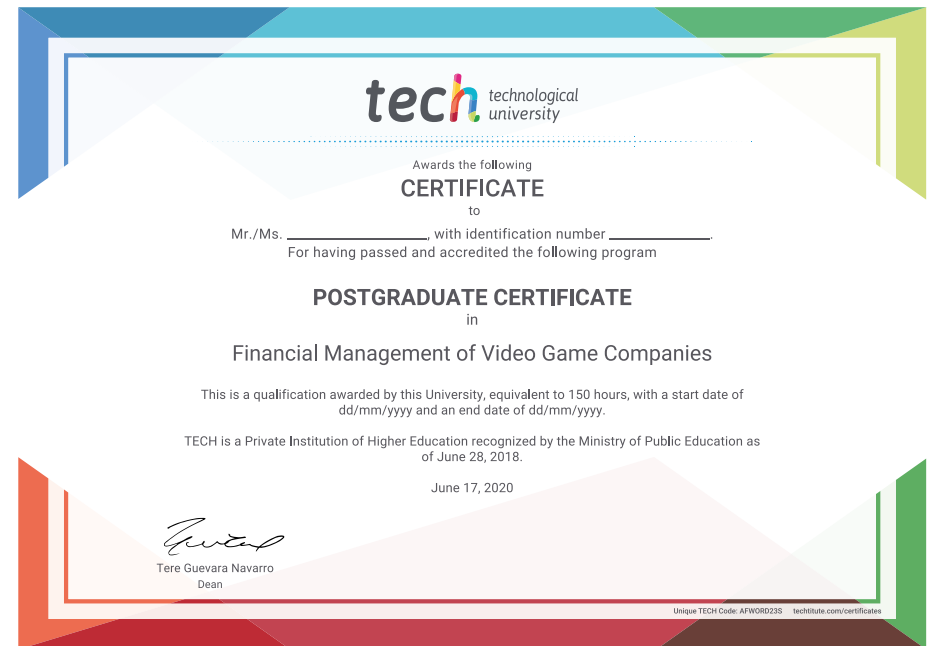 tech technological
university
Awards the following
CERTIFICATE
to
Mr./Ms. ____________________, with identification number ______________.
For having passed and accredited the following program
POSTGRADUATE CERTIFICATE
in
Financial Management of Video Game Companies
This is a qualification awarded by this University, equivalent to 150 hours, with a start date of
dd/mm/yyyy and an end date of dd/mm/yyyy.
TECH is a Private Institution of Higher Education recognized by the Ministry of Public Education as
of June 28, 2018.
June 17, 2020
Tere Guevara Navarro
Dean
Unique TECH Code: AFWORD23S techtitute.com/certificates